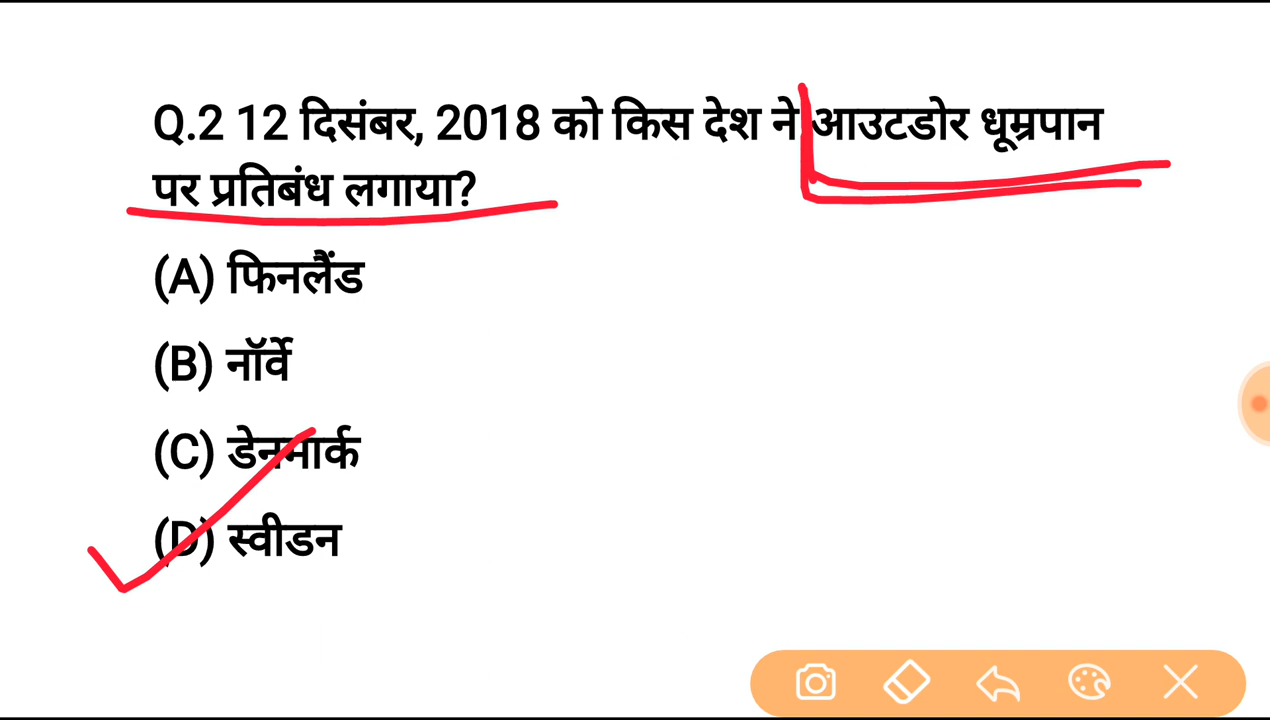 Q.2 12 दिसंबर, 2018 को किस देश ने आउटडोर धूम्रपान
पर प्रतिबंध लगाया?
(A) फिनलैंड
(B) नॉर्वे
(C) डेनमार्क
(D) स्वीडन